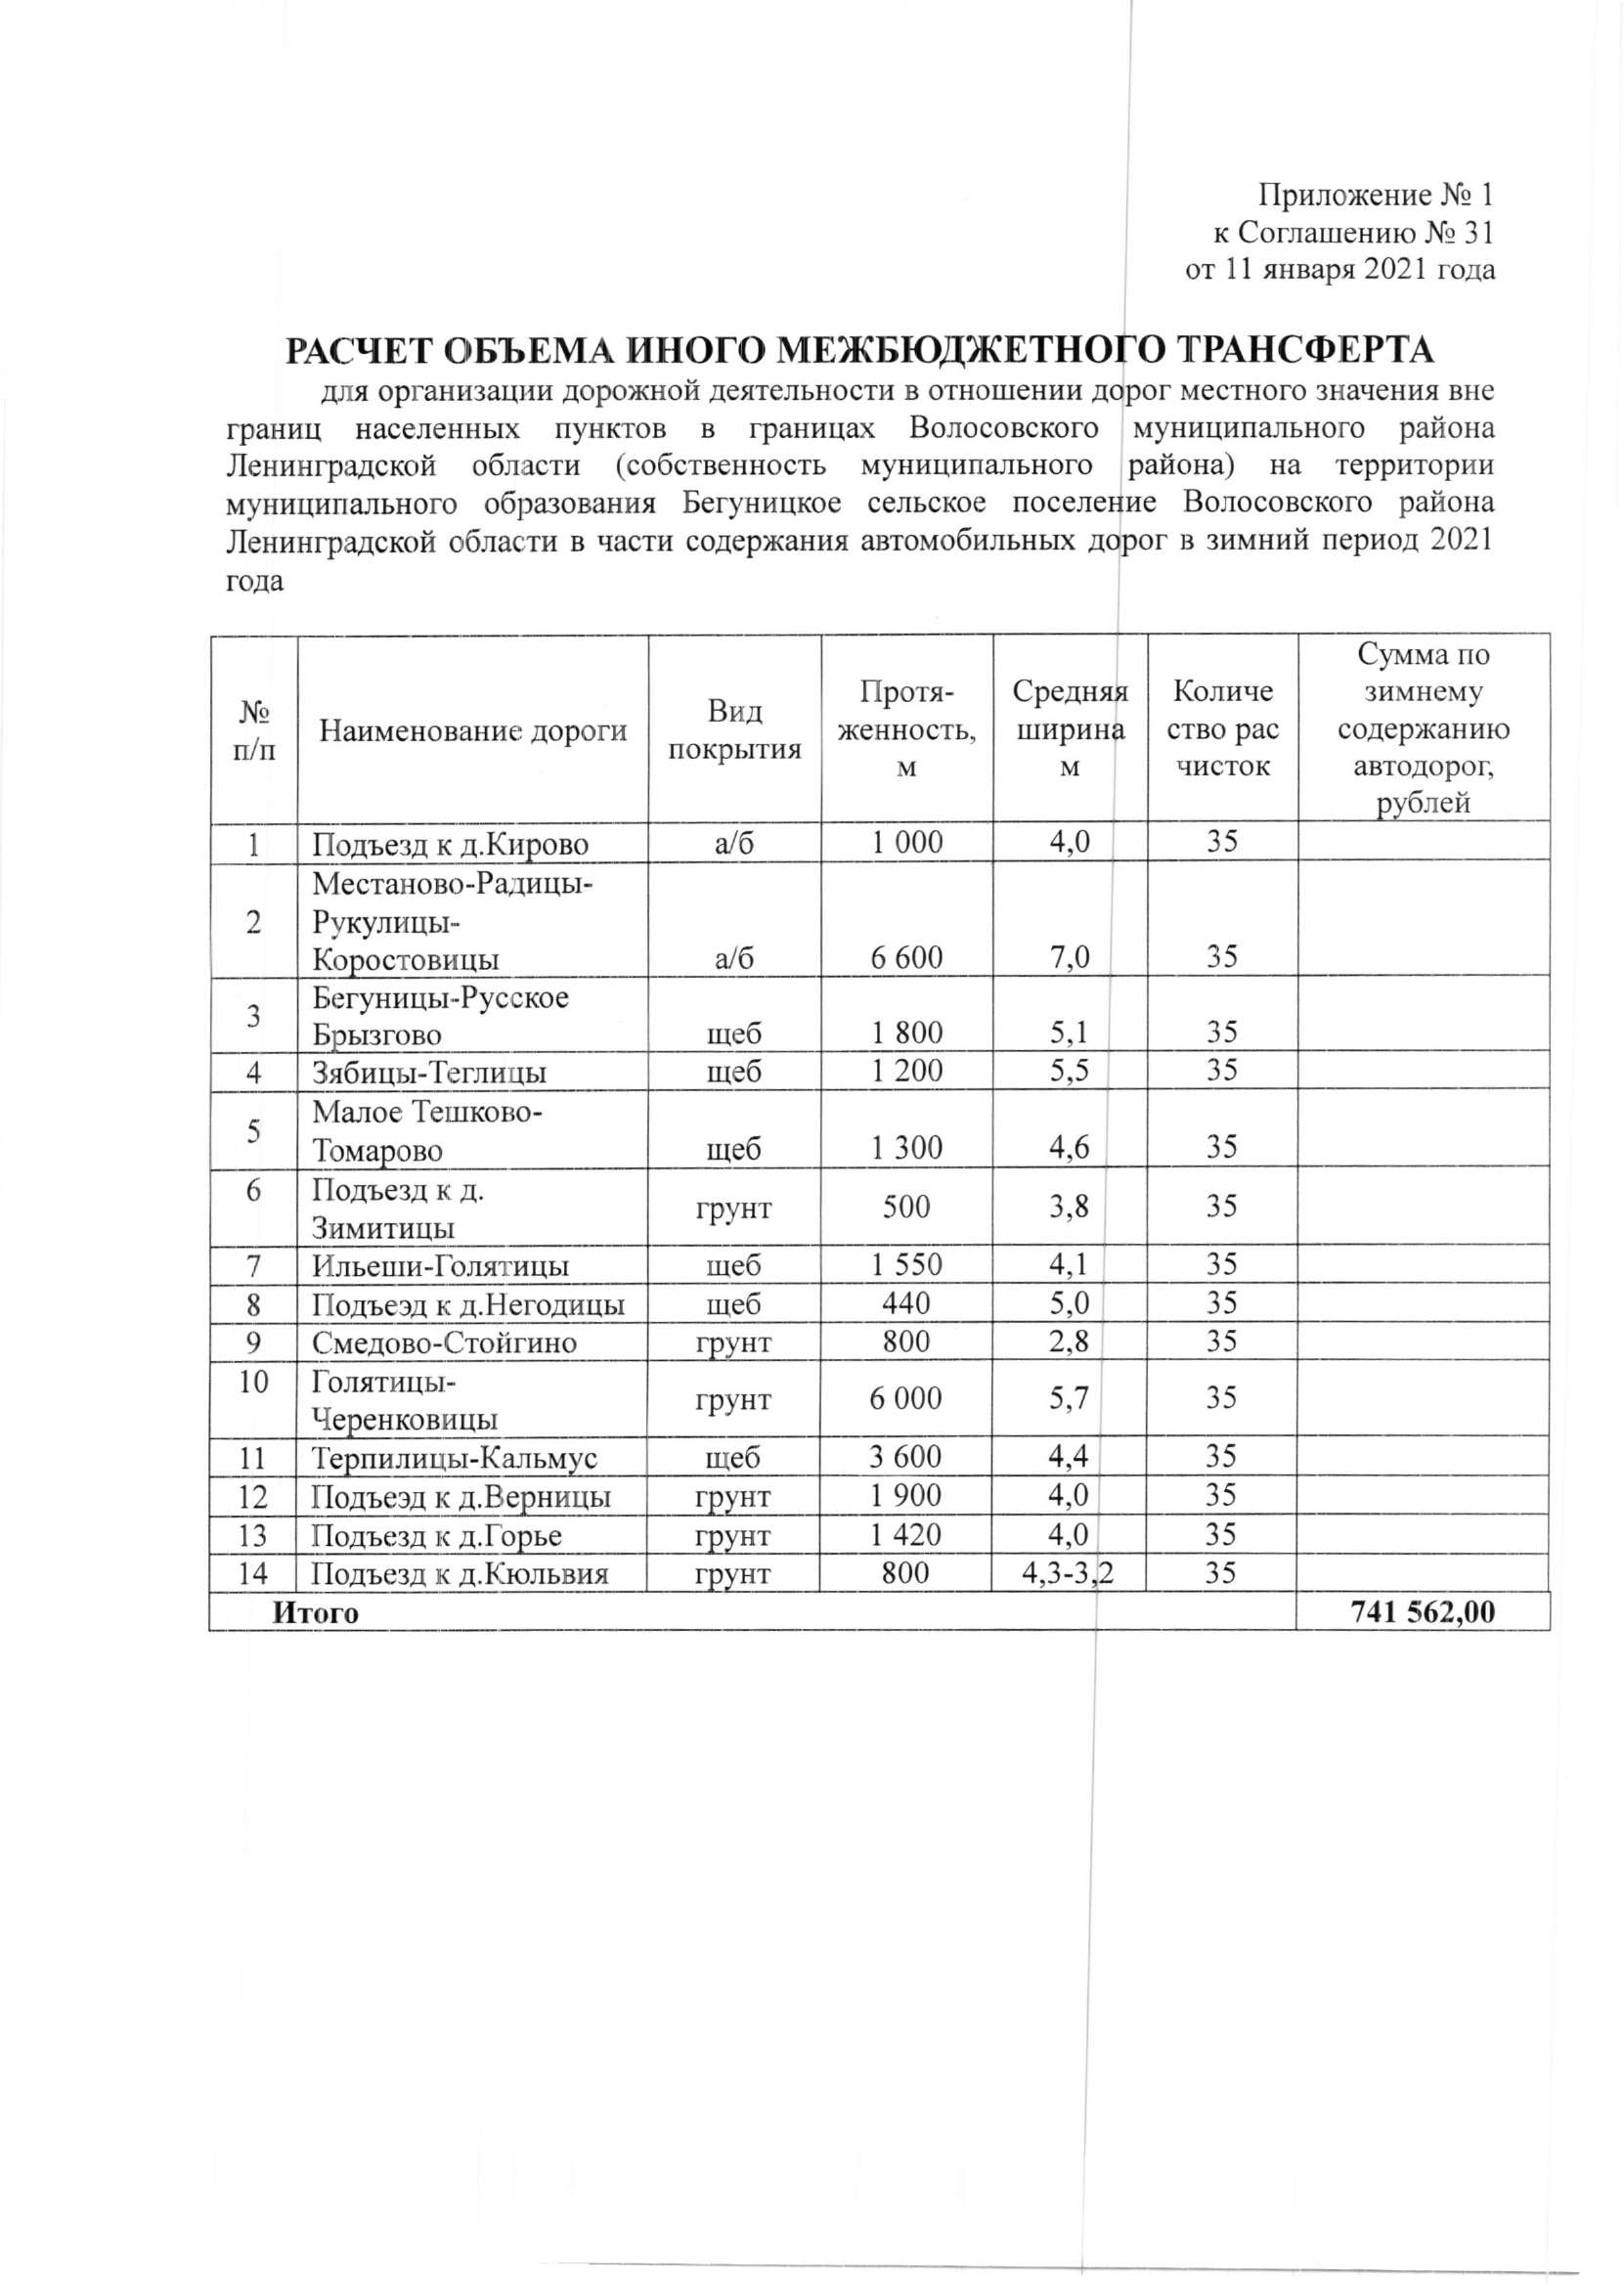 Приложение № 1
к Соглашению № 31
от 11 января 2021 года
РАСЧЕТ ОБЪЕМА ИНОГО МЕЖБЮДЖЕТНОГО ТРАНСФЕРТА
для организации дорожной деятельности в отношении дорог местного значения вне
границ населенных пунктов в границах Волосовского муниципального района
Ленинградской области (собственность муниципального района) на территории
муниципального образования Бегуницкое сельское поселение Волосовского района
Ленинградской области в части содержания автомобильных дорог в зимний период 2021
года
№ п/п Наименование дороги Вид покрытия Протя-женность, м Средняя ширина м Количе ство рас чисток Сумма по зимнему содержанию автодорог, рублей
1 Подъезд к д.Кирово а/б 1 000 4,0 35
2 Местаново-Радицы-
Рукулицы-
Коростовицы а/б 6 600 7,0 35
3 Бегуницы-Русское
Брызгово щеб 1 800 5,1 35
4 Зябицы-Теглицы щеб 1 200 5,5 35
5 Малое Тешково-
Томарово щеб 1 300 4,6 35
6 Подъезд к д.
Зимитицы грунт 500 3,8 35
7 Ильеши-Голятицы щеб 1 550 4,1 35
8 Подъезд к д.Негодицы щеб 440 5,0 35
9 Смедово-Стойгино грунт 800 2,8 35
10 Голятицы-
Черенковицы грунт 6 000 5,7 35
11 Терпилицы-Кальмус щеб 3 600 4,4 35
12 Подъезд к д.Верницы грунт 1 900 4,0 35
13 Подъезд к д.Горье грунт 1 420 4,0 35
14 Подъезд к д.Кюльвия грунт 800 4,3-3,2 35
Итого 741 562,00